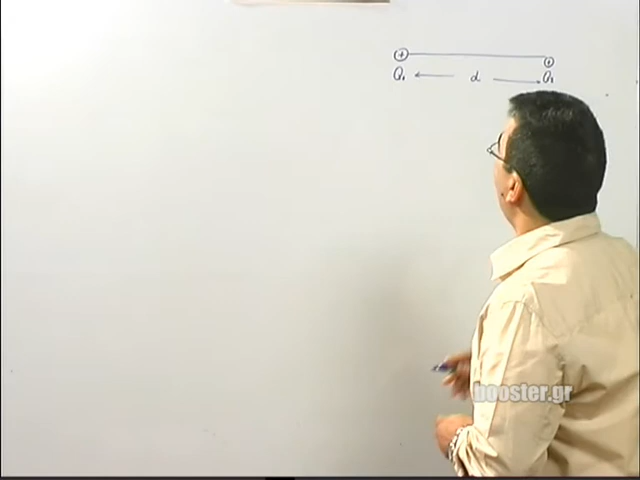 + +
Q₁ ← d → Q₂
booster.gr